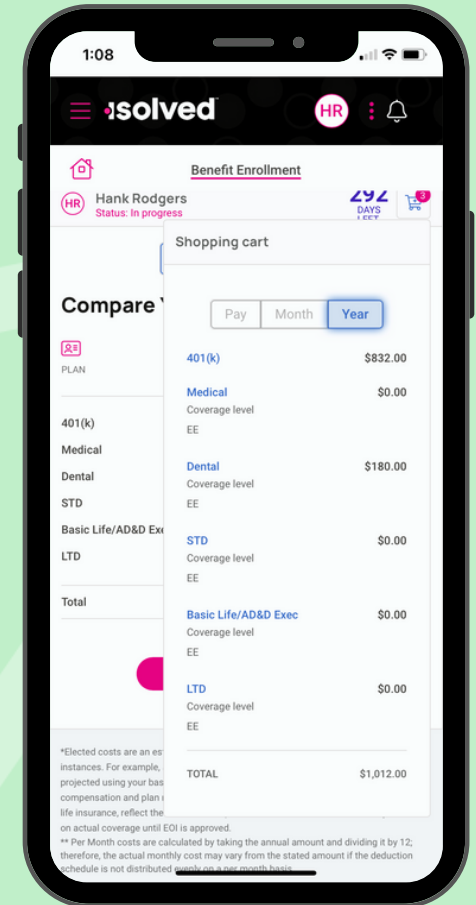 1:08
isolved
HR
Benefit Enrollment
HR
Hank Rodgers
Status: In progress
292
DAYS
LEFT
3
Shopping cart
Compare
Pay
Month
Year
PLAN
401(k)
$832.00
Medical
$0.00
Coverage level
EE
Dental
$180.00
Coverage level
EE
STD
$0.00
Coverage level
EE
Basic Life/AD&D Exec
$0.00
Coverage level
EE
LTD
$0.00
Coverage level
EE
TOTAL
$1,012.00
401(k)
Medical
Dental
STD
Basic Life/AD&D
LTD
Total
*Elected costs are an
instances. For example,
projected using your
compensation and plan
life insurance, reflect the
on actual coverage until EOI is approved.
** Per Month costs are calculated by taking the annual amount and dividing it by 12;
therefore, the actual monthly cost may vary from the stated amount if the deduction
schedule is not distributed evenly on a per month basis